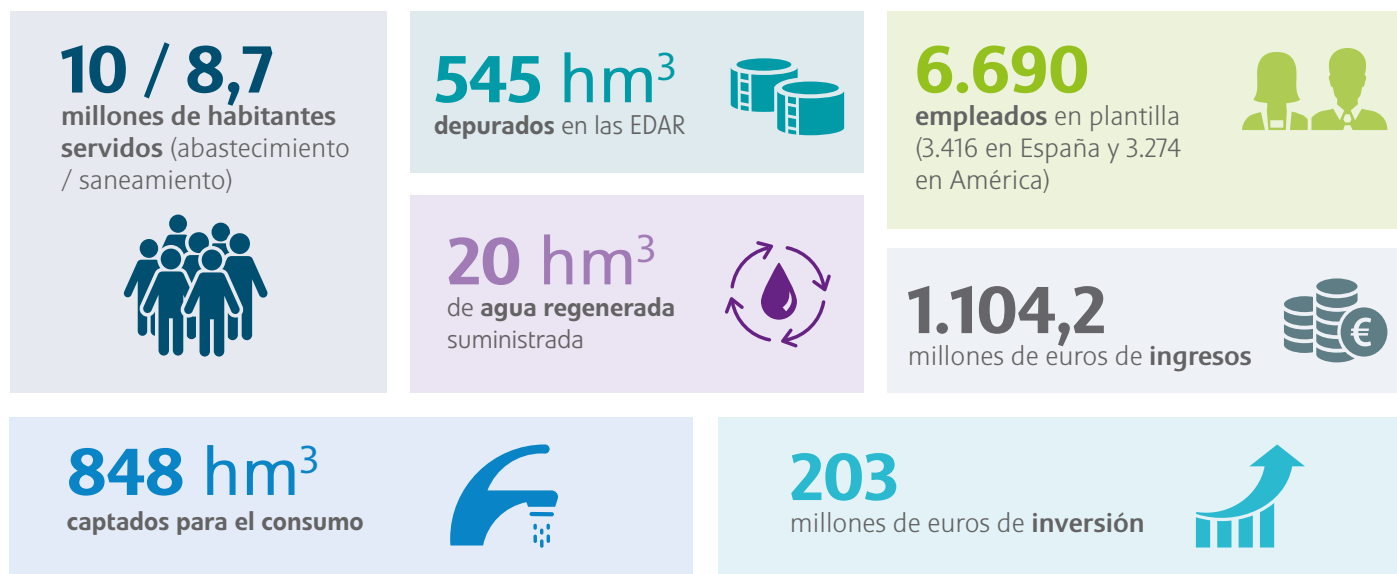 10 / 8,7
millones de habitantes
servidos (abastecimiento
/ saneamiento)
545 hm³
depurados en las EDAR
20 hm³
de agua regenerada
suministrada
6.690
empleados en plantilla
(3.416 en España y 3.274
en América)
1.104,2
millones de euros de ingresos
€
848 hm³
captados para el consumo
203
millones de euros de inversión